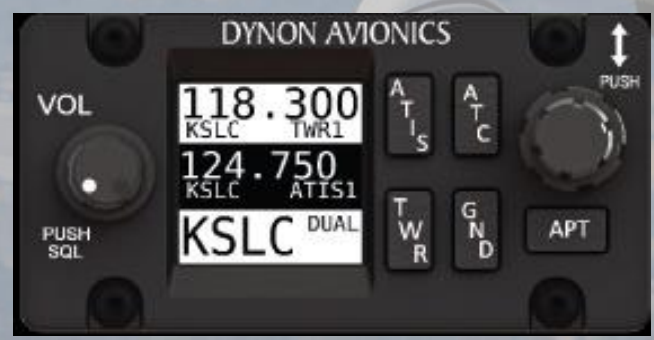 DYNON AVIONICS
VOL
PUSH
SQL
118.300
KSLC TWR1
124.750
KSLC ATIS1
KSLC DUAL
ATIS
ATC
TWR
GND
PUSH
APT